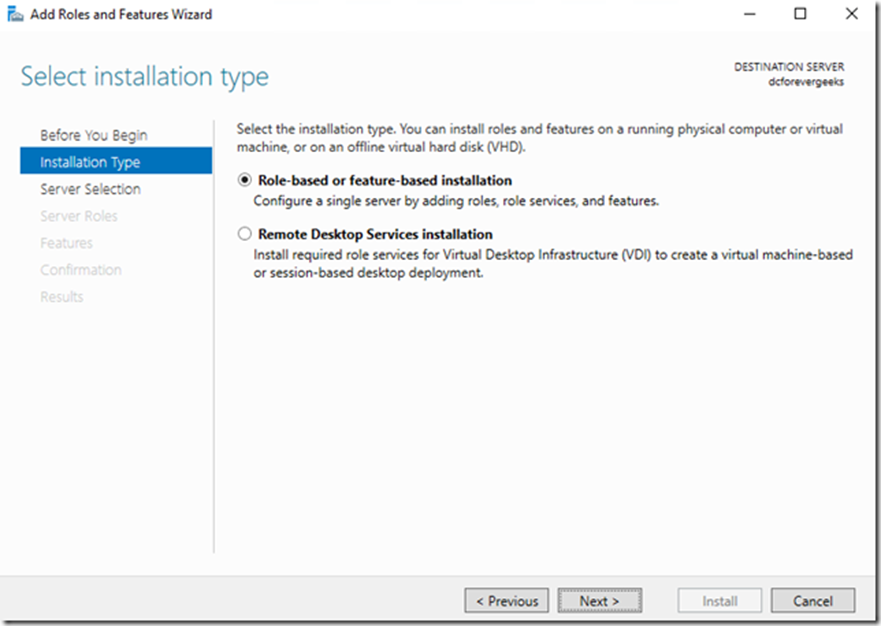 Add Roles and Features Wizard
Select installation type
DESTINATION SERVER
dcforevergeeks
Before You Begin
Installation Type
Server Selection
Server Roles
Features
Confirmation
Results
Select the installation type. You can install roles and features on a running physical computer or virtual
machine, or on an offline virtual hard disk (VHD).
Role-based or feature-based installation
Configure a single server by adding roles, role services, and features.
Remote Desktop Services installation
Install required role services for Virtual Desktop Infrastructure (VDI) to create a virtual machine-based
or session-based desktop deployment.
< Previous
Next >
Install
Cancel